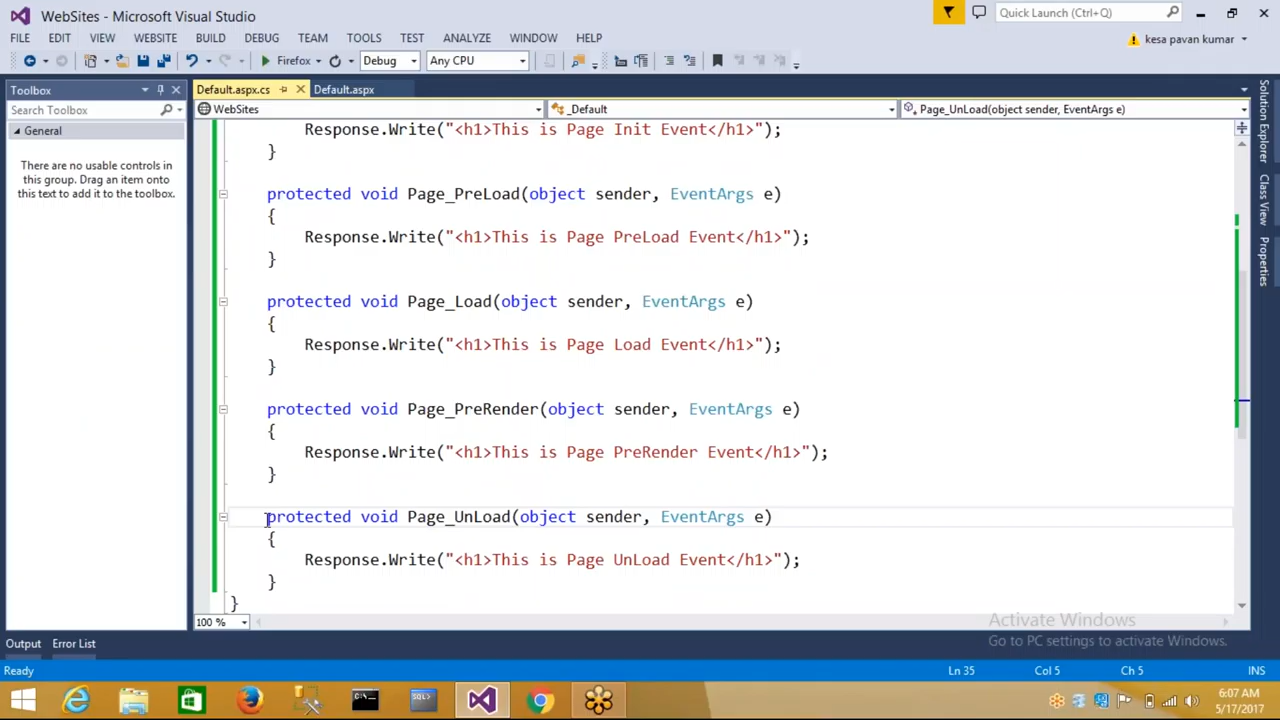 WebSites - Microsoft Visual Studio
Quick Launch (Ctrl+Q)
FILE EDIT VIEW WEBSITE BUILD DEBUG TEAM TOOLS TEST ANALYZE WINDOW HELP
kesa pavan kumar
Firefox Debug Any CPU
Toolbox
Default.aspx.cs Default.aspx
Search Toolbox
WebSites _Default Page_UnLoad(object sender, EventArgs e)
General
There are no usable controls in
this group. Drag an item onto
this text to add it to the toolbox.
Response.Write("<h1>This is Page Init Event</h1>");
}
protected void Page_PreLoad(object sender, EventArgs e)
{
Response.Write("<h1>This is Page PreLoad Event</h1>");
}
protected void Page_Load(object sender, EventArgs e)
{
Response.Write("<h1>This is Page Load Event</h1>");
}
protected void Page_PreRender(object sender, EventArgs e)
{
Response.Write("<h1>This is Page PreRender Event</h1>");
}
protected void Page_UnLoad(object sender, EventArgs e)
{
Response.Write("<h1>This is Page UnLoad Event</h1>");
}
}
Solution Explorer
Class View
Properties
100 %
Activate Windows
Go to PC settings to activate Windows.
Output Error List
Ready Ln 35 Col 5 Ch 5 INS
6:07 AM
5/17/2017